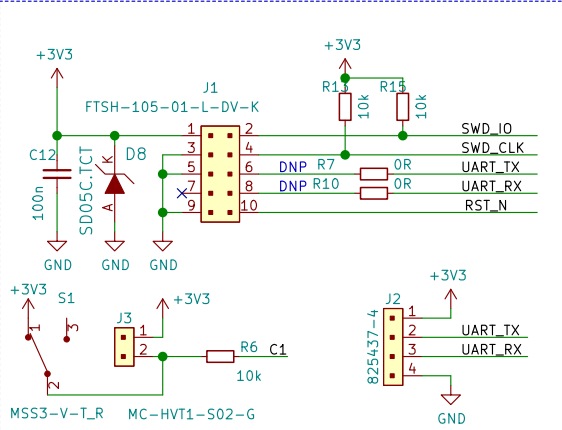 +3V3
+3V3
J1
FTSH-105-01-L-DV-K
R13
10k
R15
10k
C12
100n
SD05C.TCT
D8
K
A
1
2
3
4
5
6
7
8
9
10
SWD_IO
SWD_CLK
DNP R7 0R UART_TX
DNP R10 0R UART_RX
RST_N
GND
GND
GND
+3V3
S1
1
3
2
MSS3-V-T_R
J3
1
2
+3V3
R6
10k
C1
MC-HVT1-S02-G
J2
825437-4
1
2
3
4
+3V3
UART_TX
UART_RX
GND